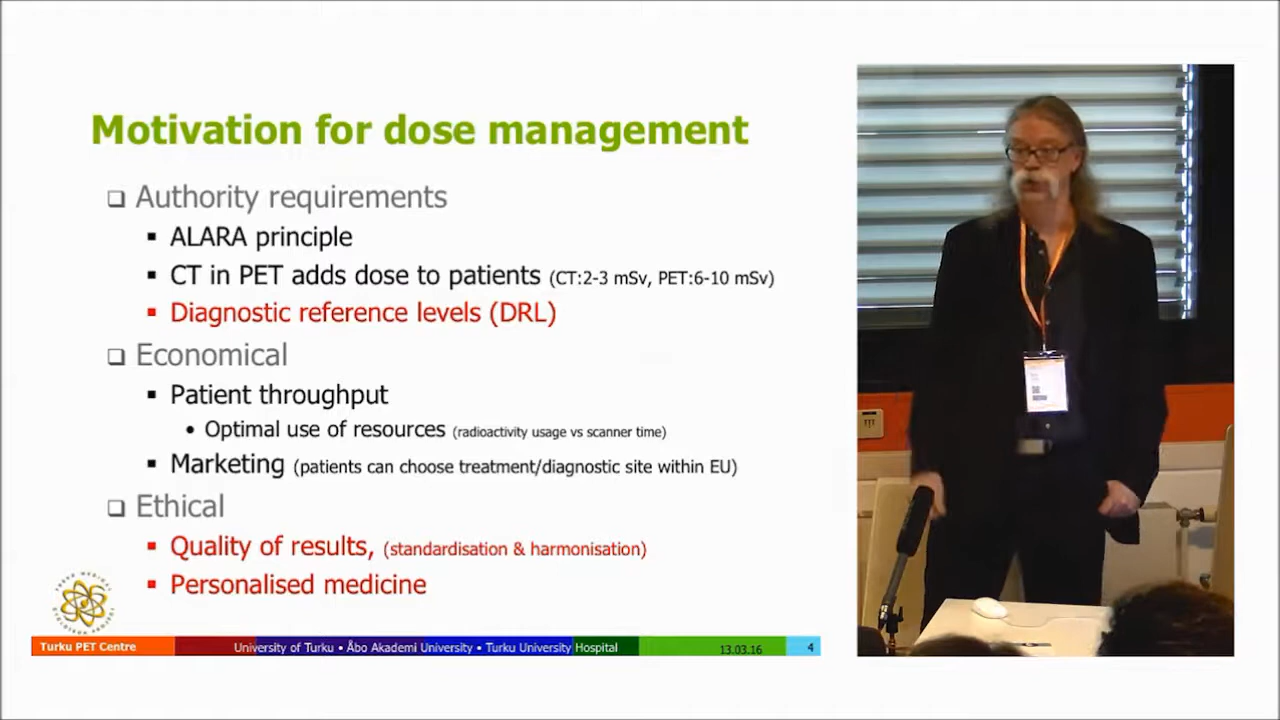 Motivation for dose management
❑ Authority requirements
▪ ALARA principle
▪ CT in PET adds dose to patients (CT:2-3 mSv, PET:6-10 mSv)
▪ Diagnostic reference levels (DRL)
❑ Economical
▪ Patient throughput
• Optimal use of resources (radioactivity usage vs scanner time)
▪ Marketing (patients can choose treatment/diagnostic site within EU)
❑ Ethical
▪ Quality of results, (standardisation & harmonisation)
▪ Personalised medicine
TURKU MEDICAL
Turku PET Centre
University of Turku • Åbo Akademi University • Turku University Hospital
13.03.16
4